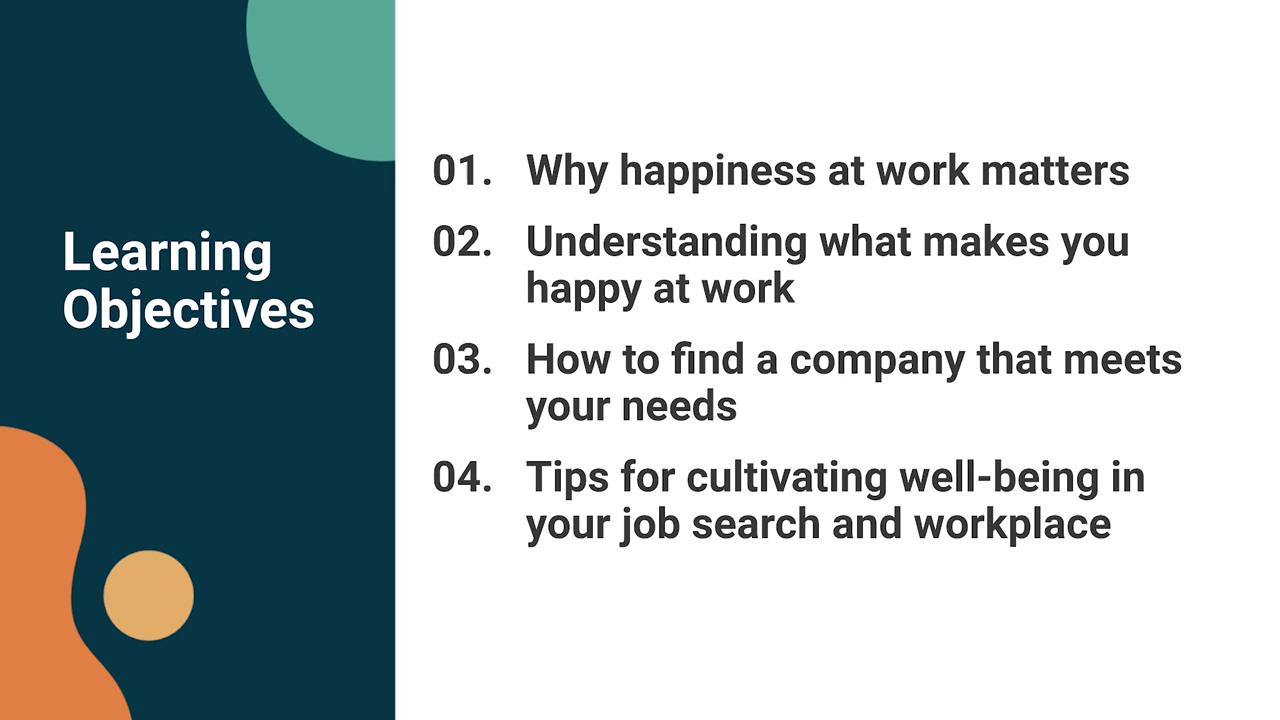 Learning
Objectives
01. Why happiness at work matters
02. Understanding what makes you
happy at work
03. How to find a company that meets
your needs
04. Tips for cultivating well-being in
your job search and workplace